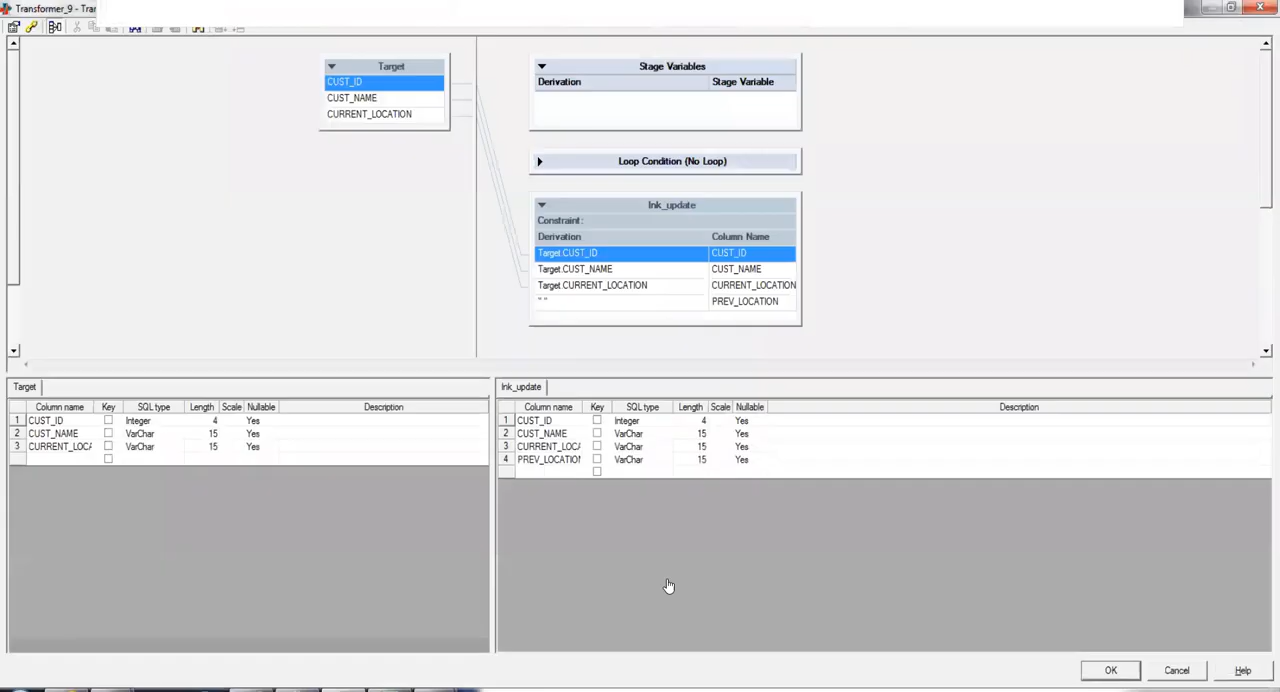 Transformer_9 - Tra
Target
CUST_ID
CUST_NAME
CURRENT_LOCATION
Stage Variables
Derivation Stage Variable
Loop Condition (No Loop)
lnk_update
Constraint:
Derivation Column Name
Target.CUST_ID CUST_ID
Target.CUST_NAME CUST_NAME
Target.CURRENT_LOCATION CURRENT_LOCATION
" " PREV_LOCATION
Target
Column name Key SQL type Length Scale Nullable Description
1 CUST_ID Integer 4 Yes
2 CUST_NAME VarChar 15 Yes
3 CURRENT_LOCA VarChar 15 Yes
lnk_update
Column name Key SQL type Length Scale Nullable Description
1 CUST_ID Integer 4 Yes
2 CUST_NAME VarChar 15 Yes
3 CURRENT_LOCA VarChar 15 Yes
4 PREV_LOCATION VarChar 15 Yes
OK Cancel Help